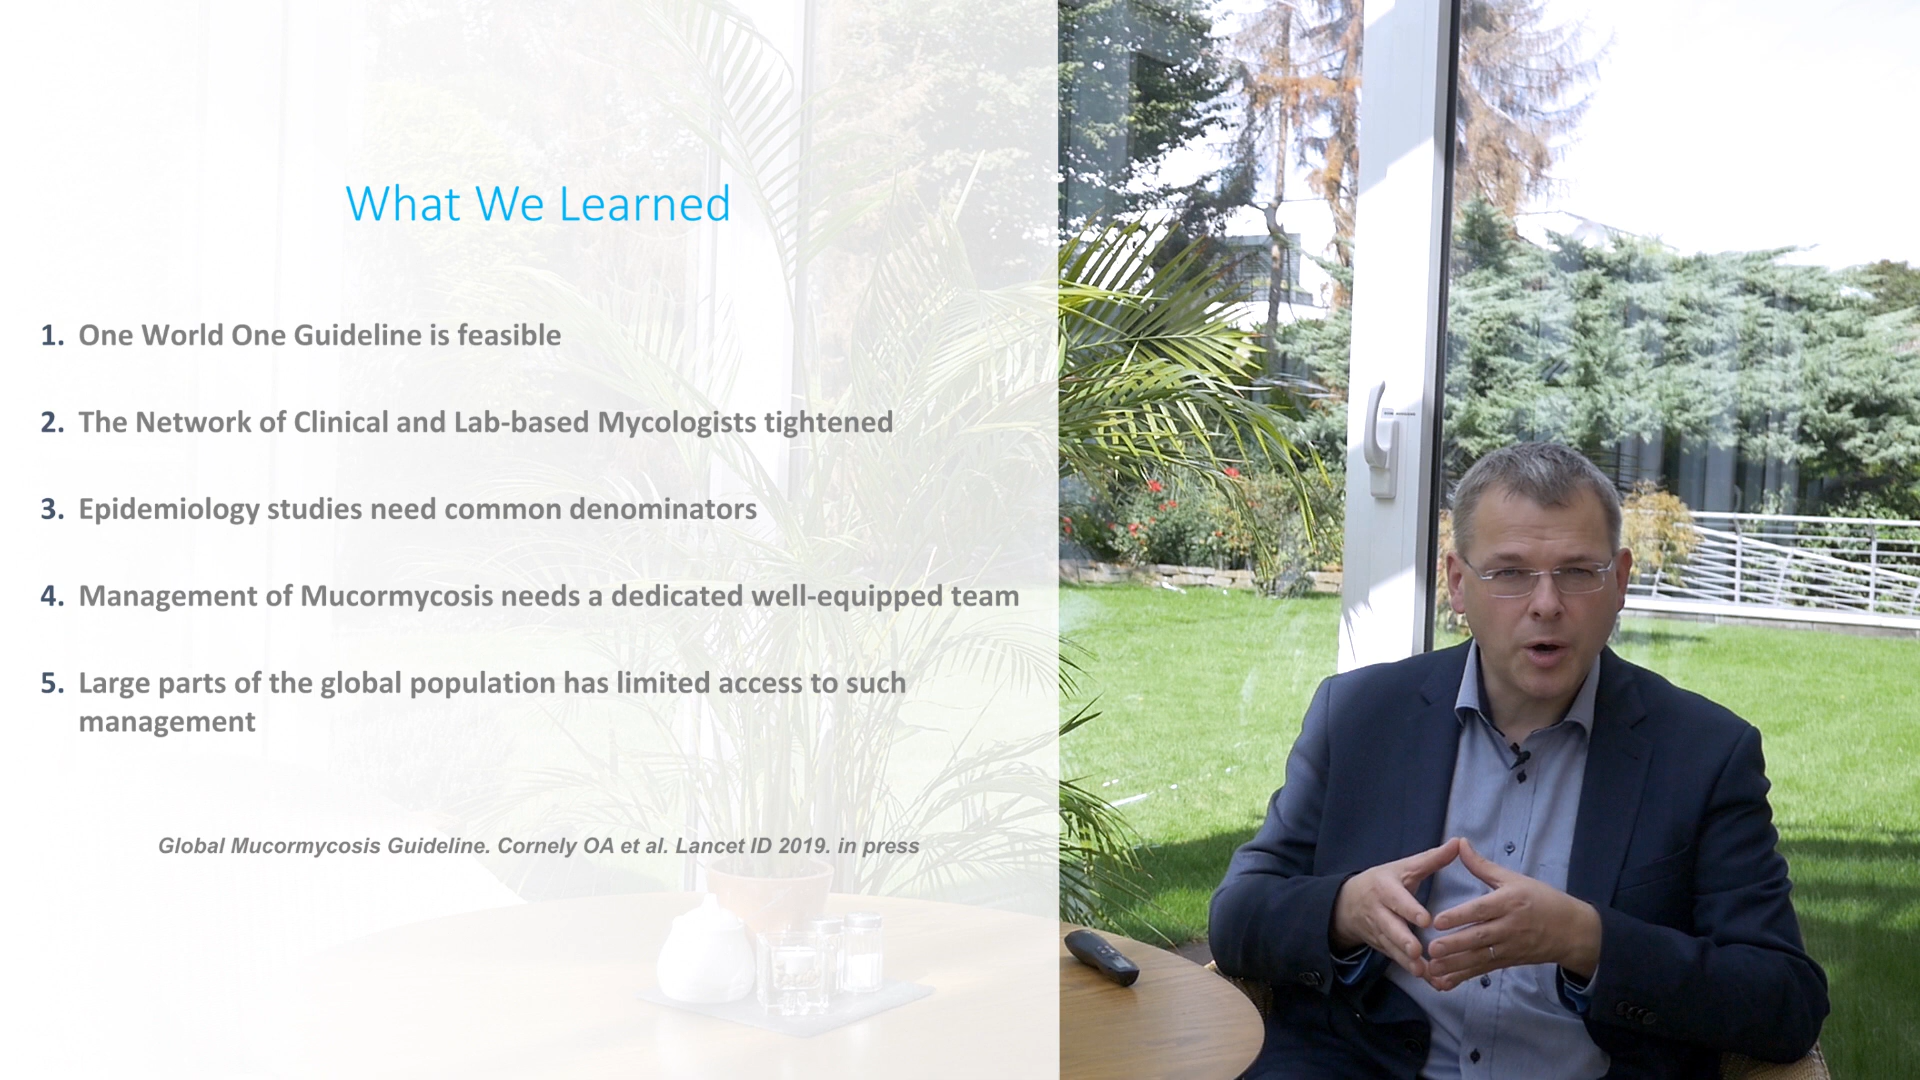 What We Learned
1. One World One Guideline is feasible
2. The Network of Clinical and Lab-based Mycologists tightened
3. Epidemiology studies need common denominators
4. Management of Mucormycosis needs a dedicated well-equipped team
5. Large parts of the global population has limited access to such
management
Global Mucormycosis Guideline. Cornely OA et al. Lancet ID 2019. in press